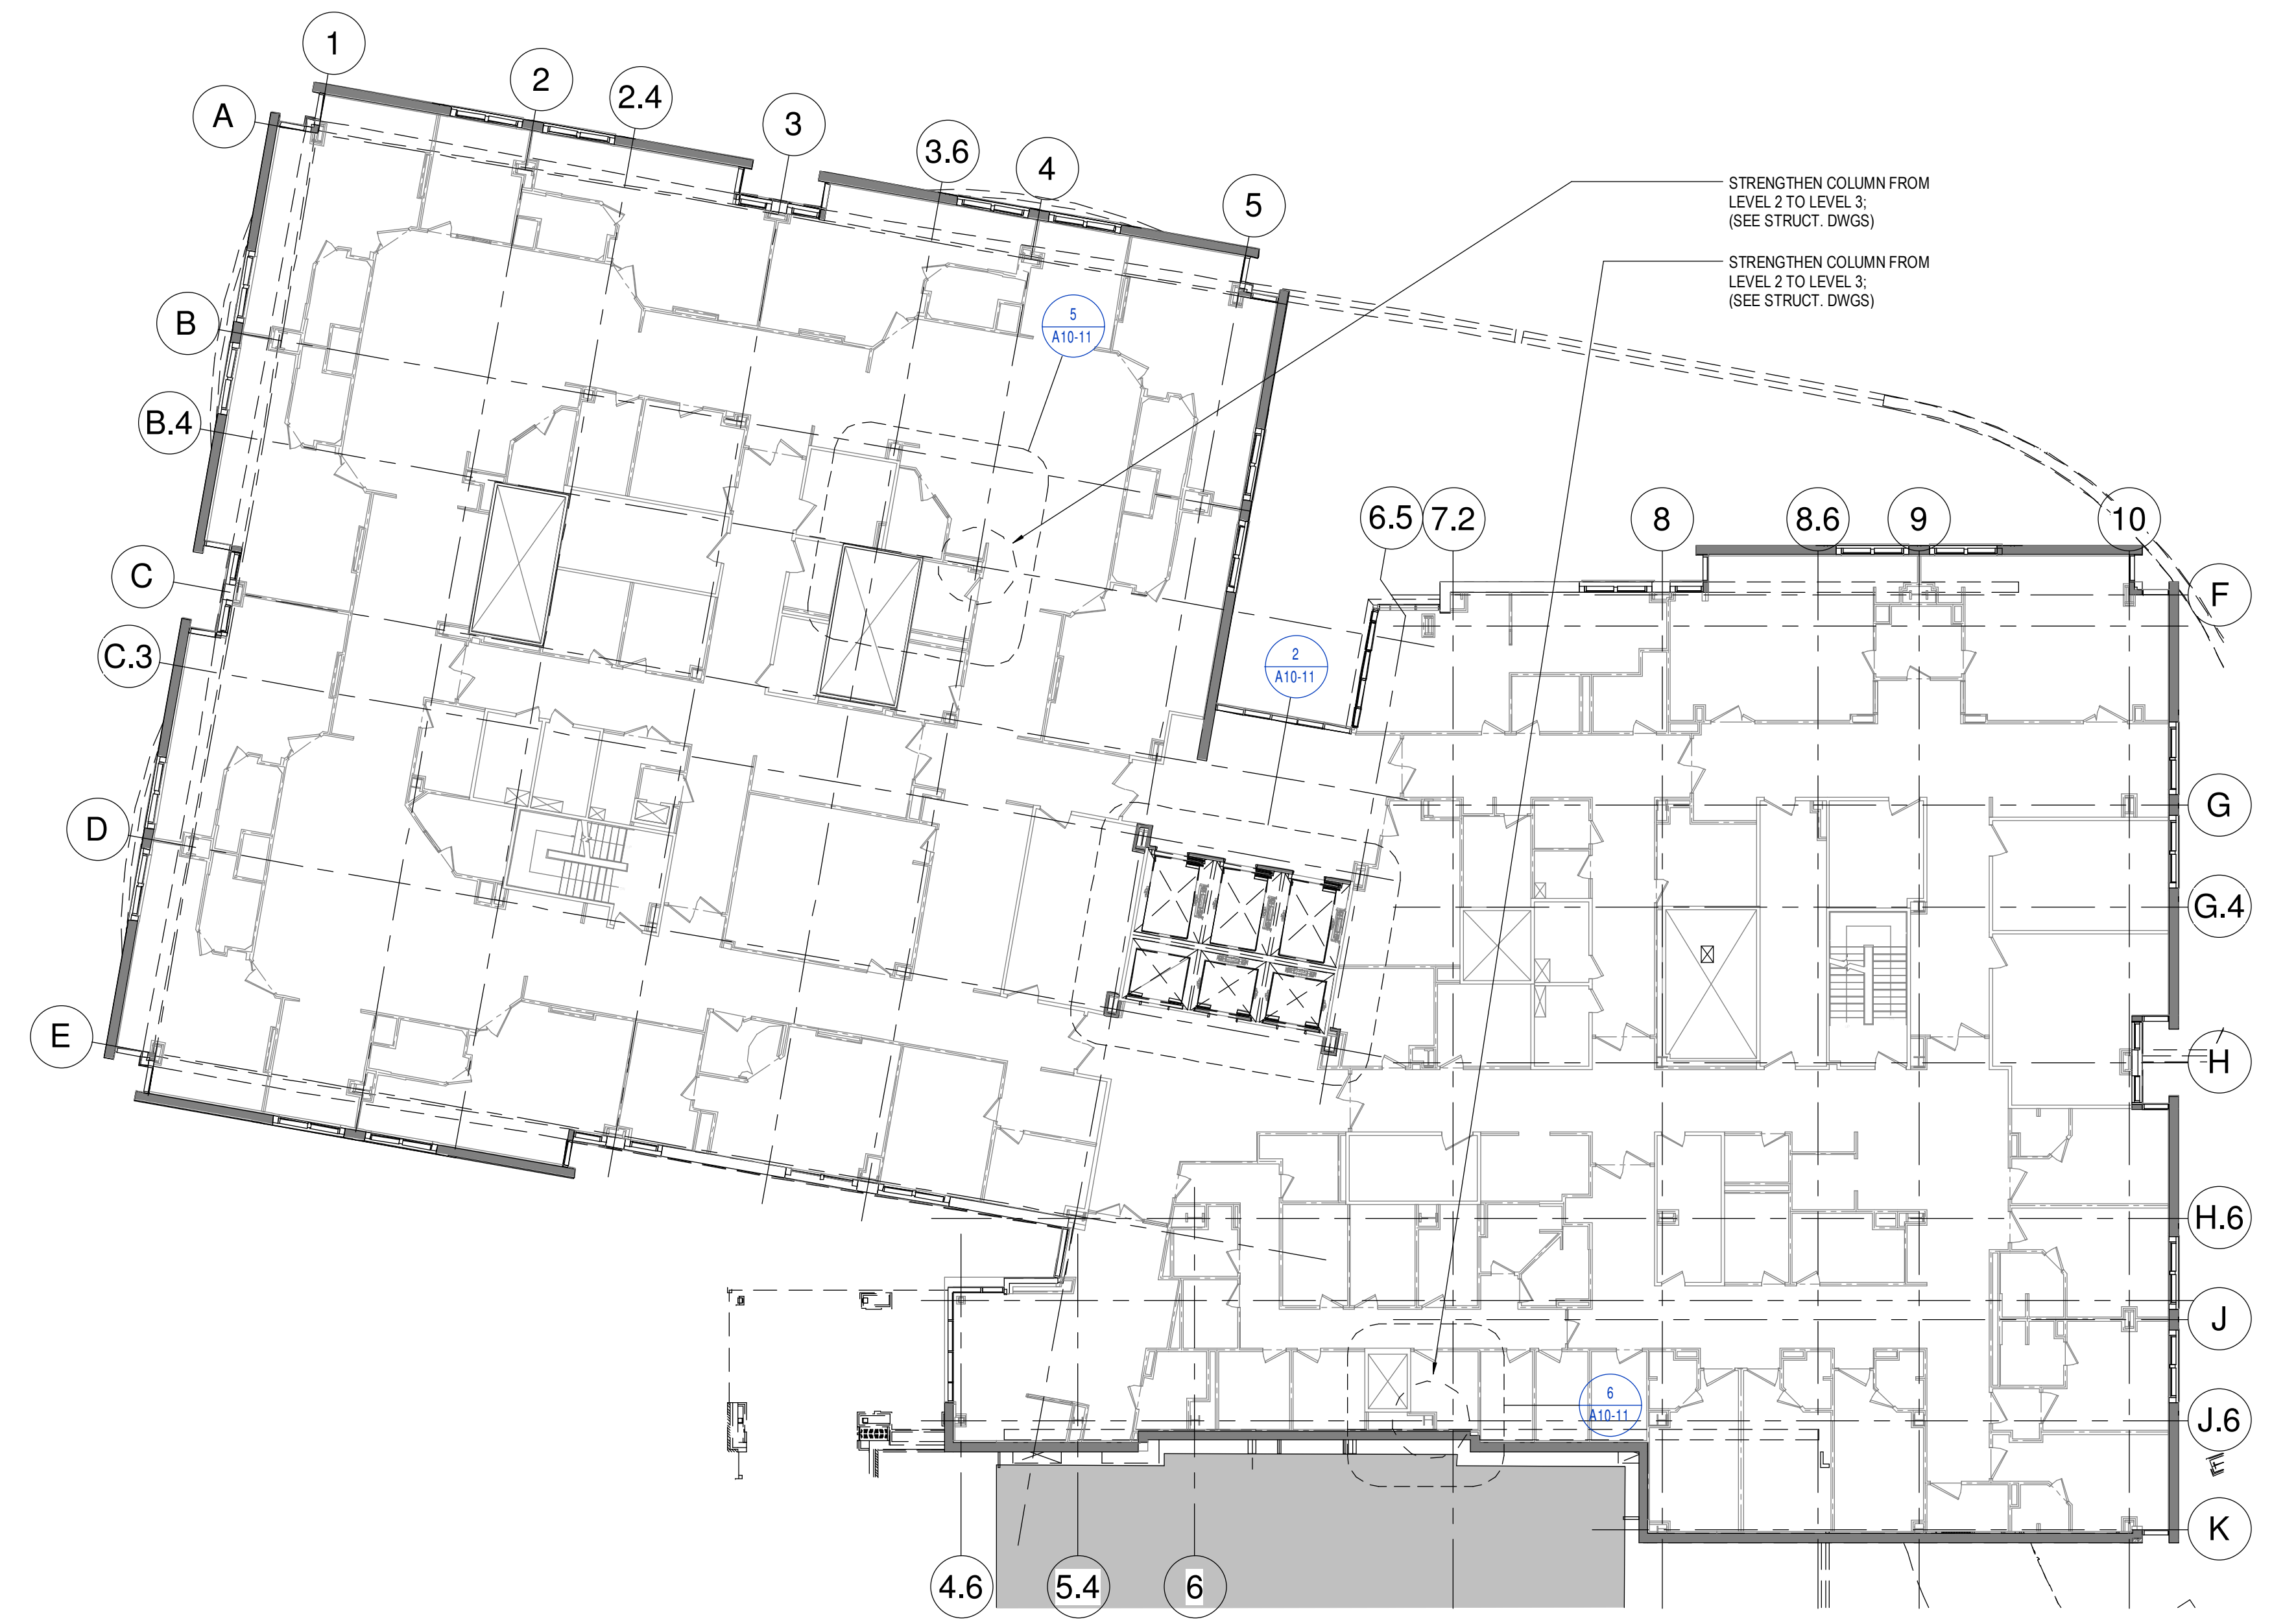 1
2
2.4
3
3.6
4
5
A
B
B.4
C
C.3
D
E
STRENGTHEN COLUMN FROM
LEVEL 2 TO LEVEL 3;
(SEE STRUCT. DWGS)
STRENGTHEN COLUMN FROM
LEVEL 2 TO LEVEL 3;
(SEE STRUCT. DWGS)
5
A10-11
2
A10-11
6.5
7.2
8
8.6
9
10
F
G
G.4
H
H.6
J
J.6
K
6
A10-11
4.6
5.4
6